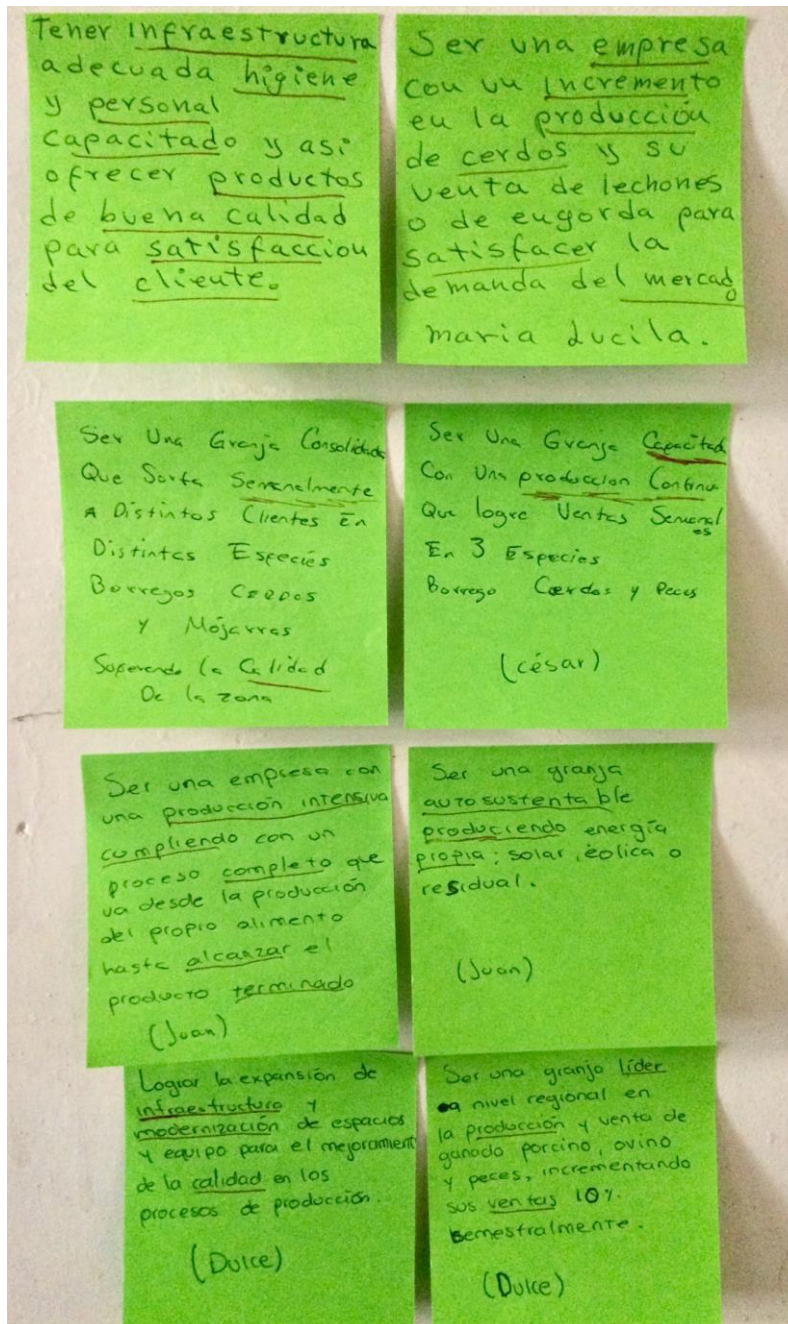 Tener infraestructura
adecuada higiene
y personal
capacitado y asi
ofrecer productos
de buena calidad
para satisfaccion
del cliente.
Ser una empresa
con un incremento
en la producción
de cerdos y su
venta de lechones
o de engorda para
satisfacer la
demanda del mercado
maria lucila.
Ser Una Granja Consolidada
Que Surta Semanalmente
A Distintos Clientes En
Distintas Especies
Borregos Cerdos
Y Mojarras
Superando la Calidad
De la zona
Ser Una Granja Capacitad
Con Una produccion Continua
Que logre Ventas Semanal
es
En 3 Especies
Borrego Cerdos y Peces
(césar)
Ser una empresa con
una producción intensiva
cumpliendo con un
proceso completo que
va desde la producción
del propio alimento
hasta alcanzar el
producto terminado
(Juan)
Ser una granja
autosustentable
produciendo energía
propia; solar, éolica o
residual.
(Juan)
Lograr la expansión de
infraestructura y
modernización de espacios
y equipo para el mejoramient
de la calidad en los
procesos de producción.
(Dulce)
Ser una granja líder
a nivel regional en
la producción y venta de
ganado porcino, ovino
y peces, incrementando
sus ventas 10%
semestralmente.
(Dulce)